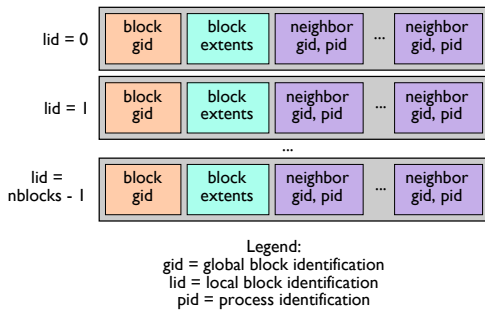 lid = 0
block gid
block extents
neighbor gid, pid
...
neighbor gid, pid
lid = 1
block gid
block extents
neighbor gid, pid
...
neighbor gid, pid
...
lid = nblocks - 1
block gid
block extents
neighbor gid, pid
...
neighbor gid, pid
Legend:
gid = global block identification
lid = local block identification
pid = process identification